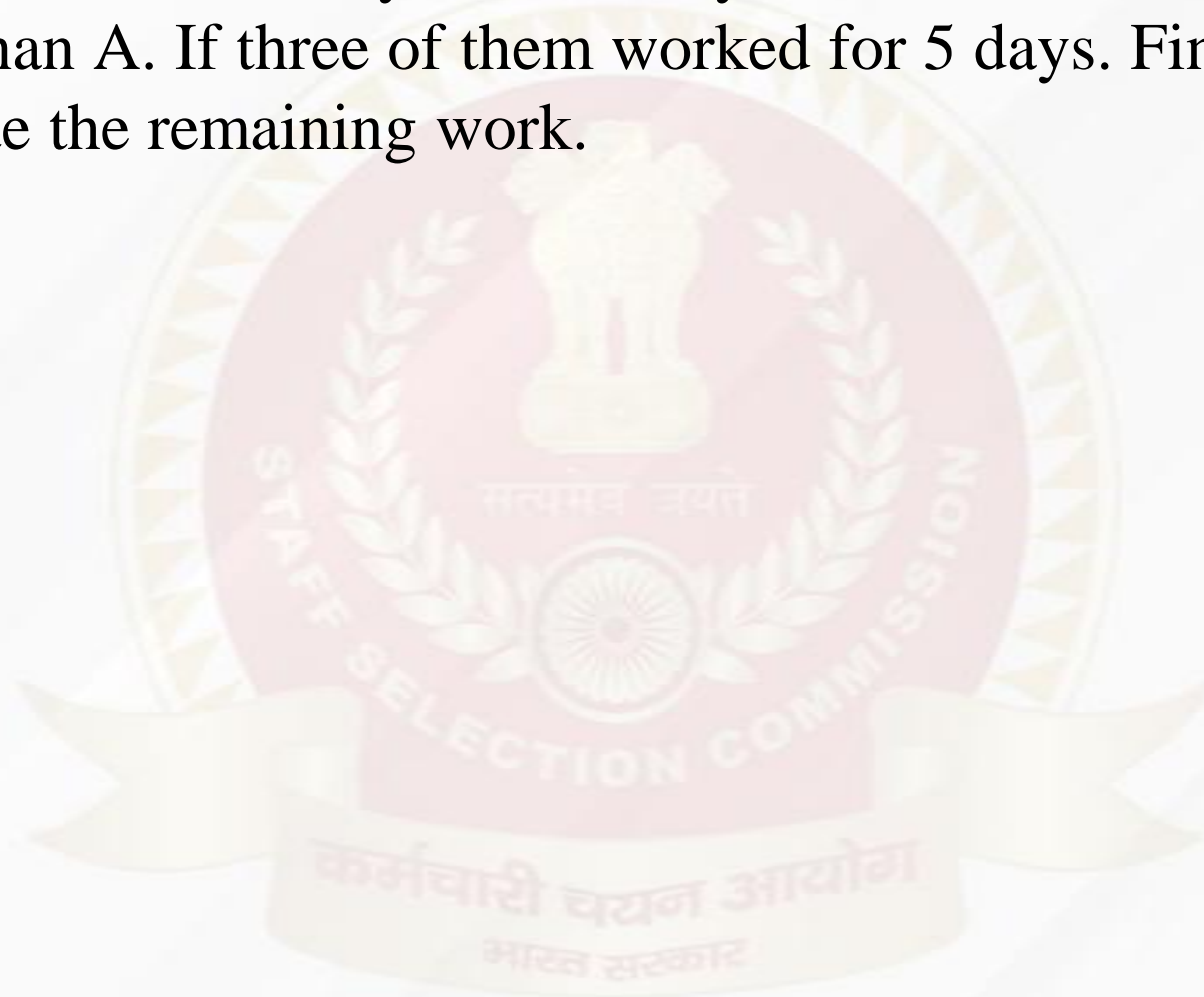 han A. If three of them worked for 5 days. Fin
e the remaining work.
सत्यमेव जयते
STAFF SELECTION COMMISSION
कर्मचारी चयन आयोग
भारत सरकार